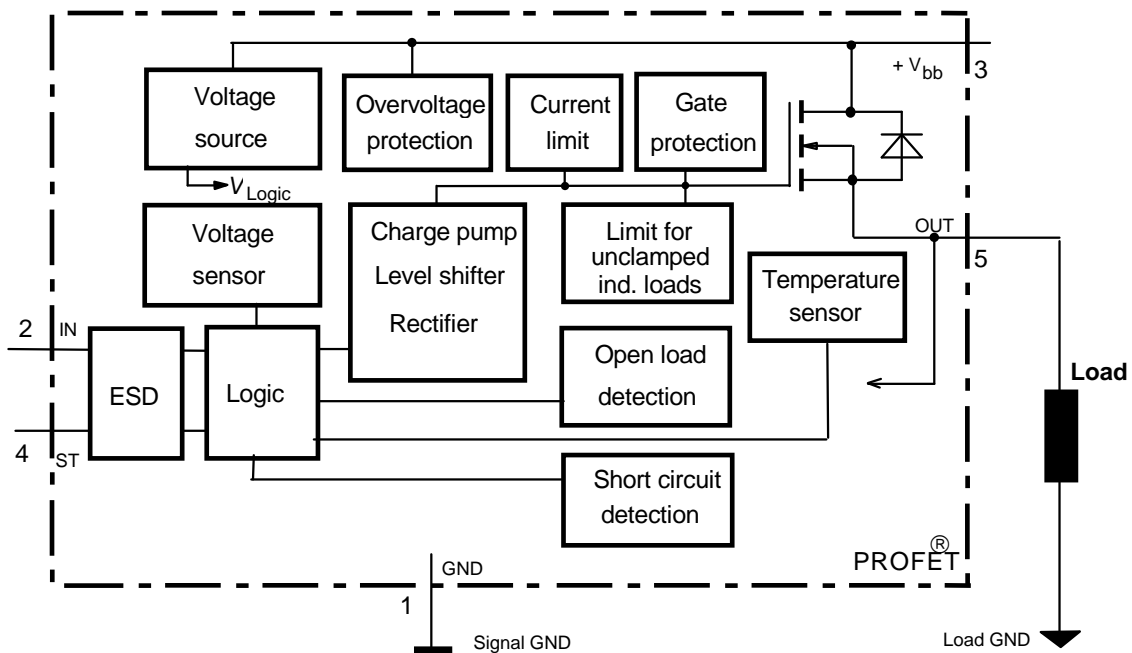 + V bb
3
Voltage
source
Overvoltage
protection
Current
limit
Gate
protection
V Logic
Voltage
sensor
Charge pump
Level shifter
Rectifier
Limit for
unclamped
ind. loads
OUT
5
Temperature
sensor
2
IN
ESD
Logic
Open load
detection
Load
4
ST
Short circuit
detection
PROFET®
GND
1
Signal GND
Load GND